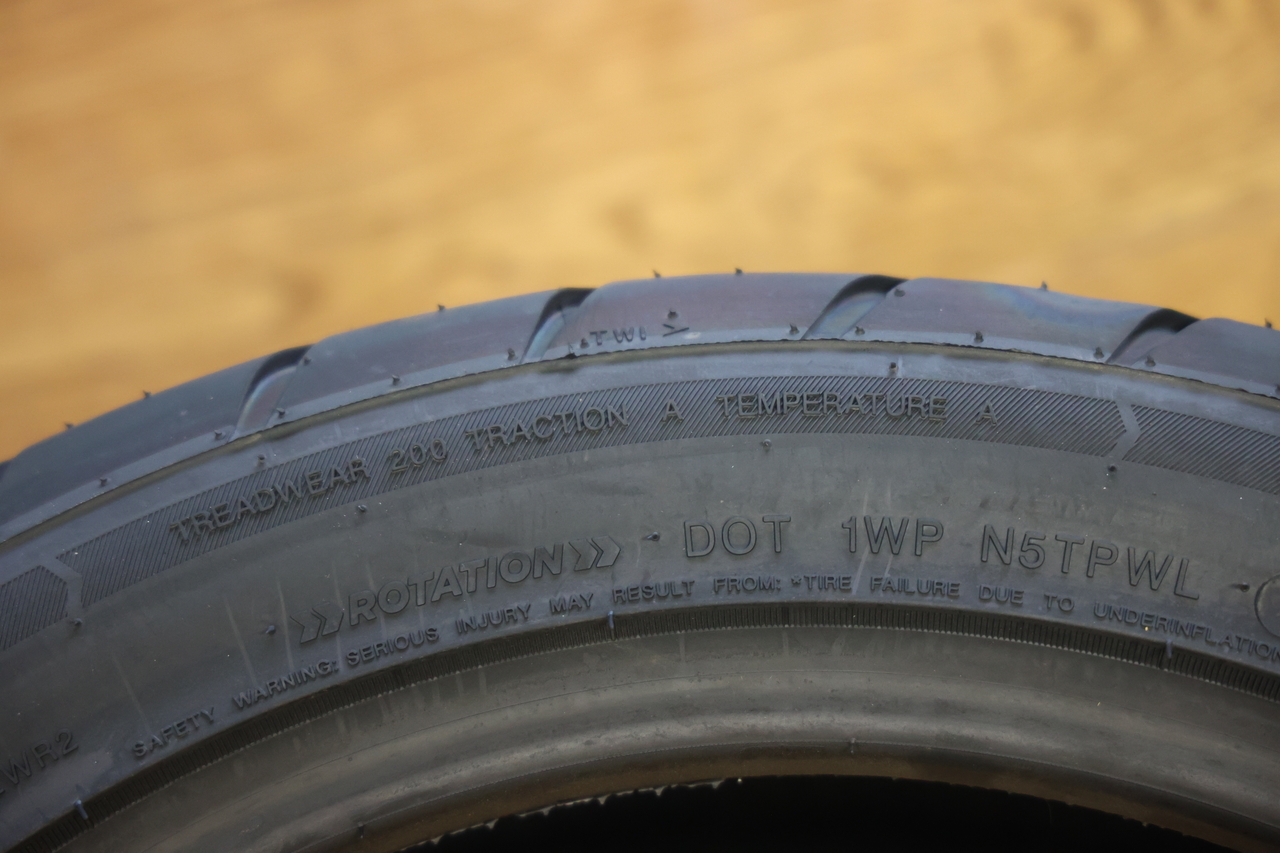 TWI >
TREADWEAR 200 TRACTION A TEMPERATURE A
>>ROTATION>> DOT 1WP N5TPWL
SAFETY WARNING: SERIOUS INJURY MAY RESULT FROM: *TIRE FAILURE DUE TO UNDERINFLATION
WR2